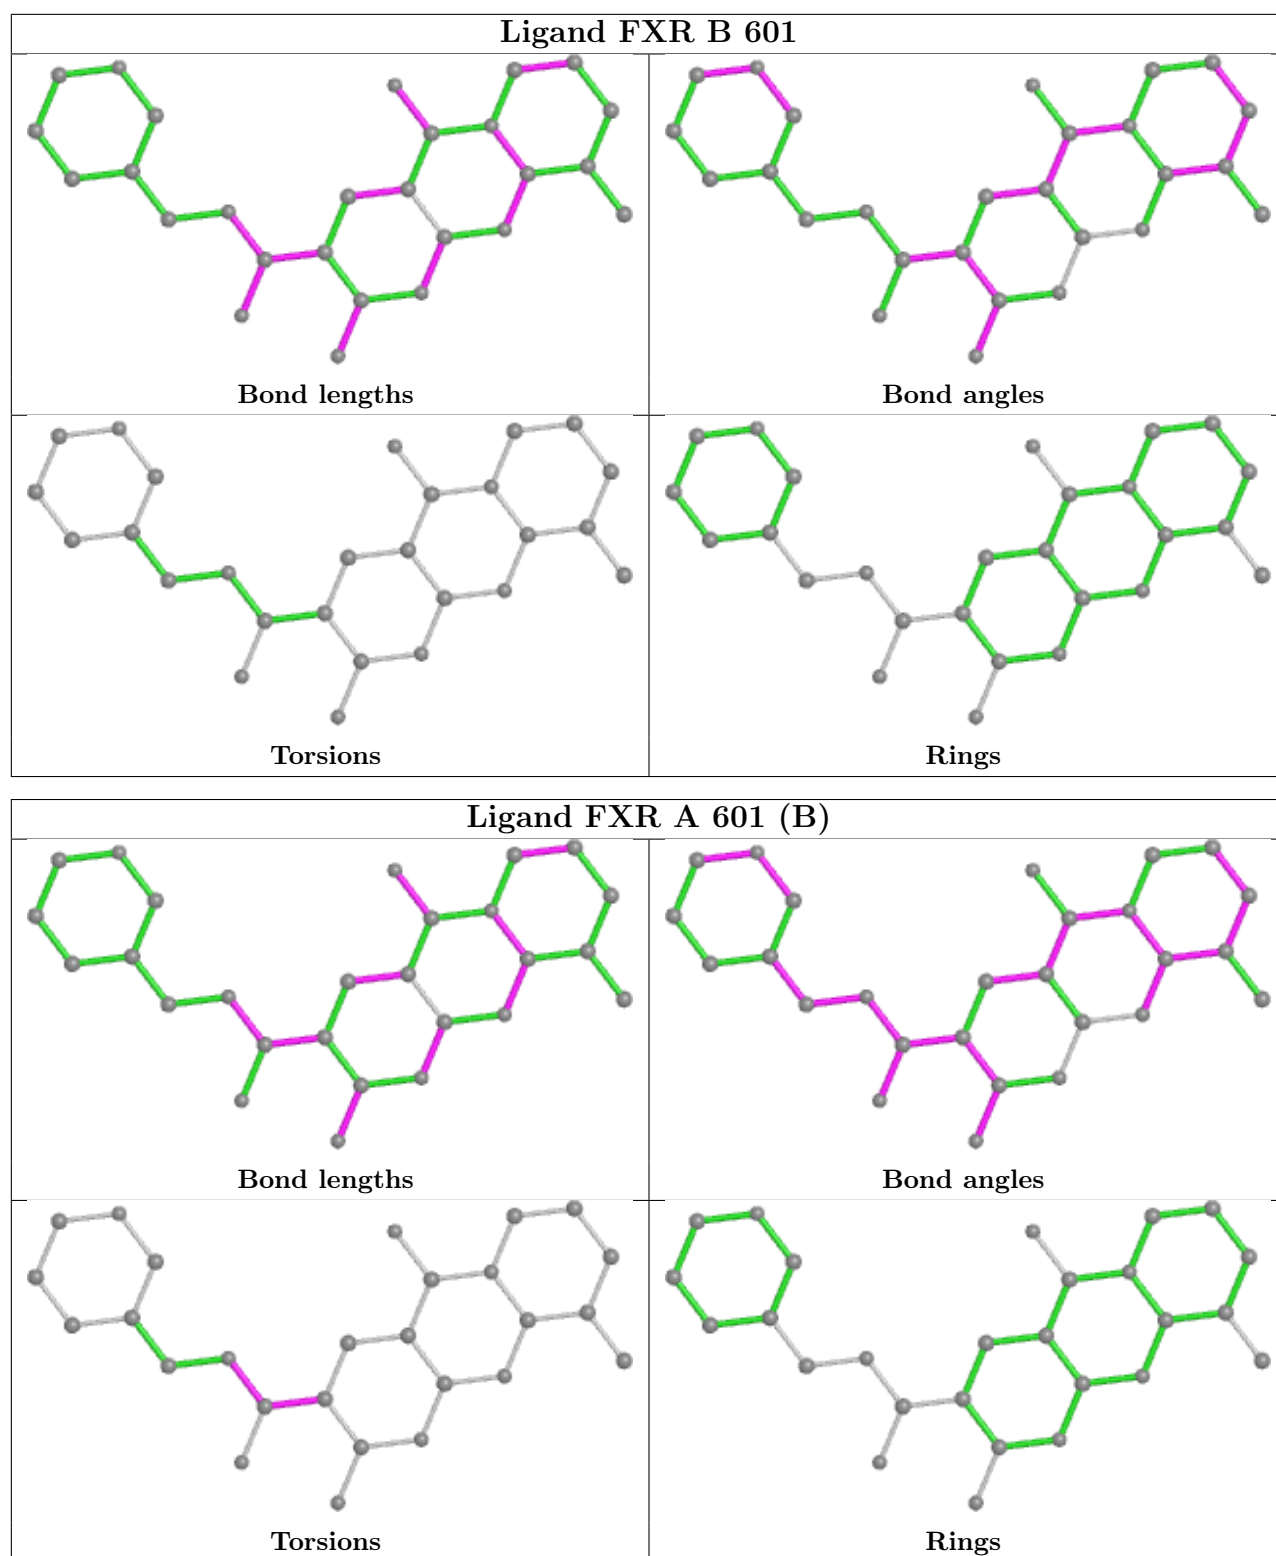 Ligand FXR B 601
Bond lengths
Bond angles
Torsions
Rings
Ligand FXR A 601 (B)
Bond lengths
Bond angles
Torsions
Rings